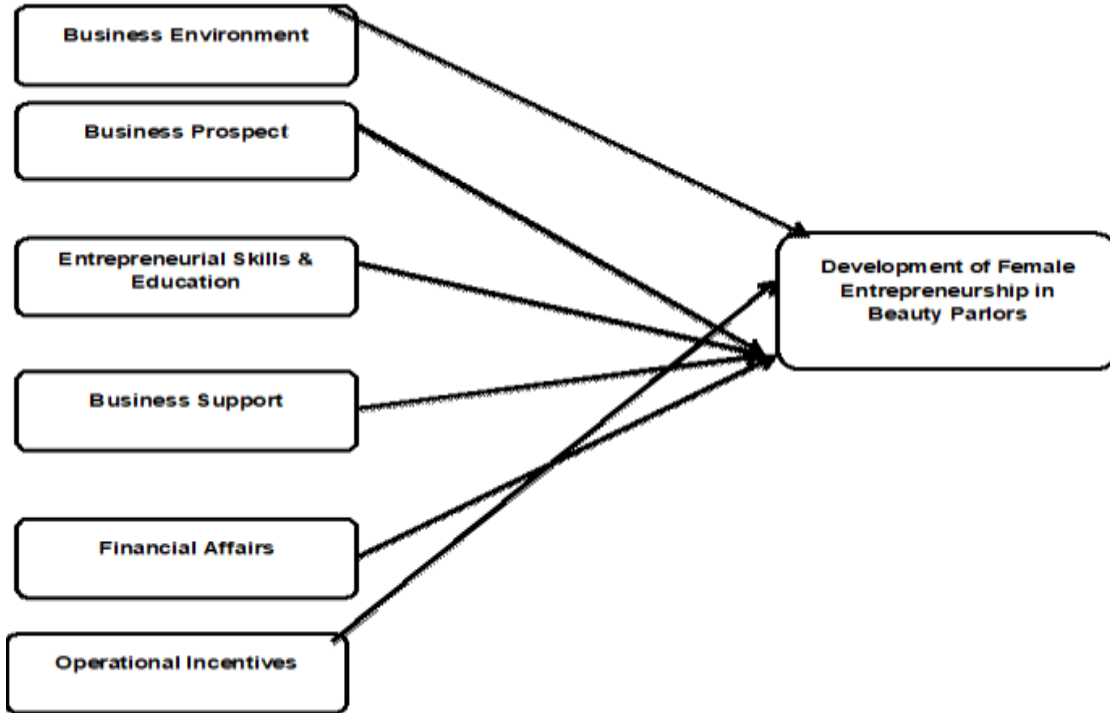 Business Environment
Business Prospect
Entrepreneurial Skills &
Education
Business Support
Financial Affairs
Operational Incentives
Development of Female
Entrepreneurship in
Beauty Parlors